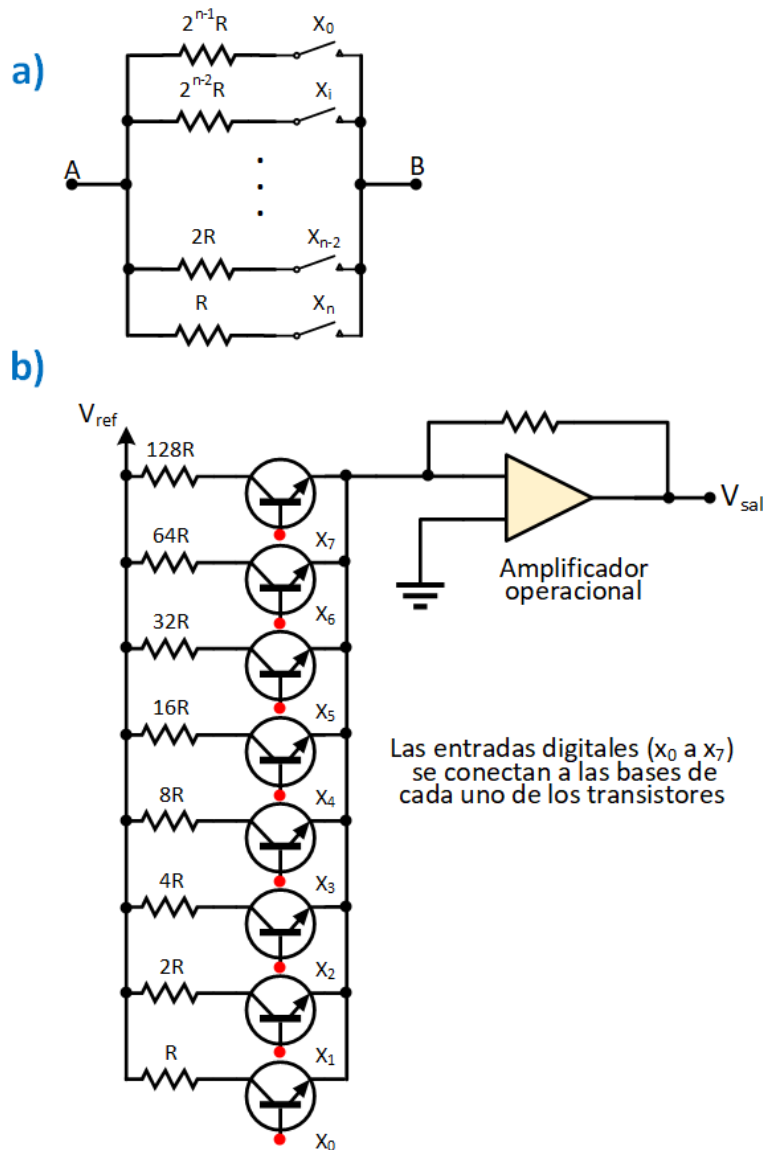 2ⁿ⁻¹R X₀
a)
2ⁿ⁻²R Xᵢ
A B
2R Xₙ₋₂
R Xₙ
b)
Vref
128R
X₇
Vsal
64R
Amplificador
operacional
X₆
32R
X₅
16R
Las entradas digitales (x₀ a x₇)
se conectan a las bases de
cada uno de los transistores
X₄
8R
X₃
4R
X₂
2R
X₁
R
X₀